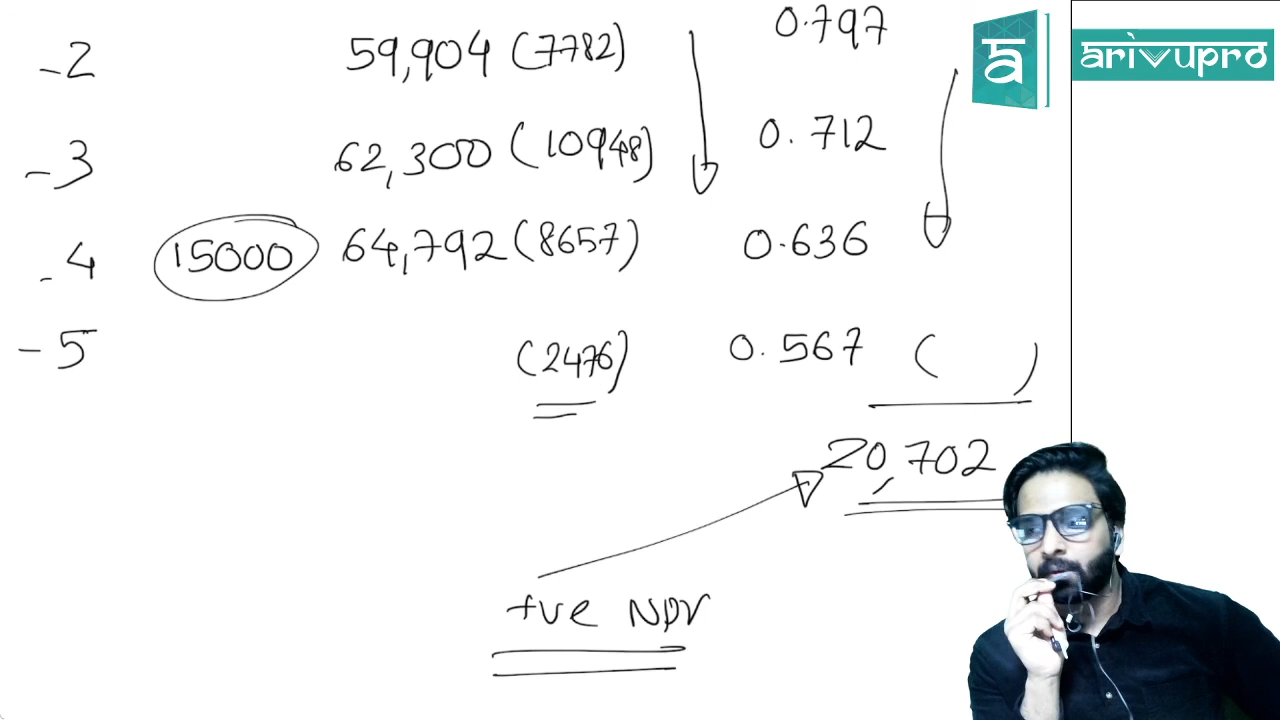 -2 59,904 (7782) 0.797
-3 62,300 (10948) 0.712
-4 15000 64,792 (8657) 0.636
-5 (2476) 0.567 ( )
20,702
+ve NPV
a arivupro